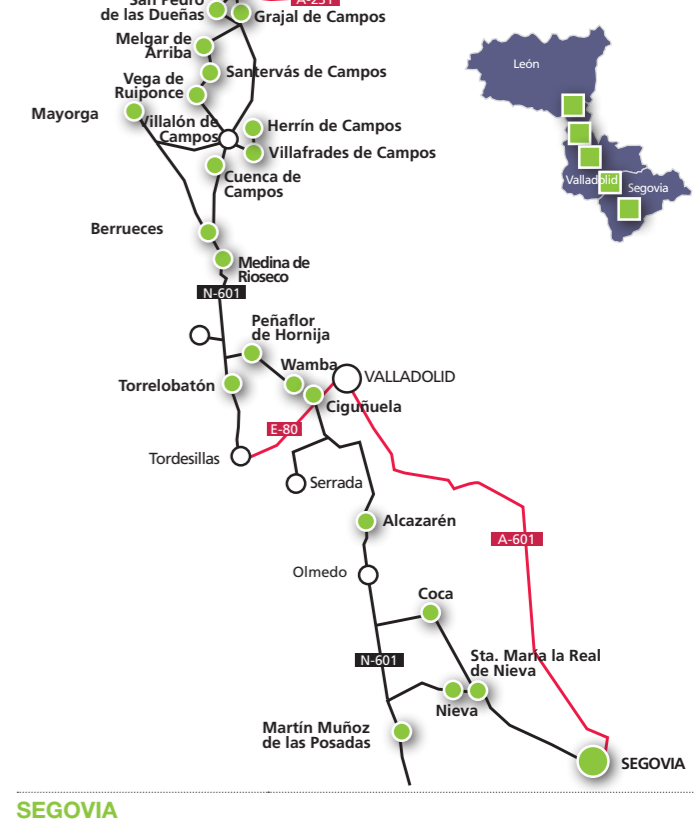 San Pedro
de las Dueñas
A-231
Grajal de Campos
Melgar de
Arriba
Santervás de Campos
Vega de
Ruiponce
Mayorga
Villalón de
Campos
Herrín de Campos
Villafrades de Campos
Cuenca de
Campos
Berrueces
Medina de
Rioseco
N-601
Peñaflor
de Hornija
Wamba
VALLADOLID
Torrelobatón
Ciguñuela
E-80
Tordesillas
Serrada
Alcazarén
A-601
Olmedo
Coca
N-601
Sta. María la Real
de Nieva
Nieva
Martín Muñoz
de las Posadas
SEGOVIA
León
Valladolid
Segovia
SEGOVIA